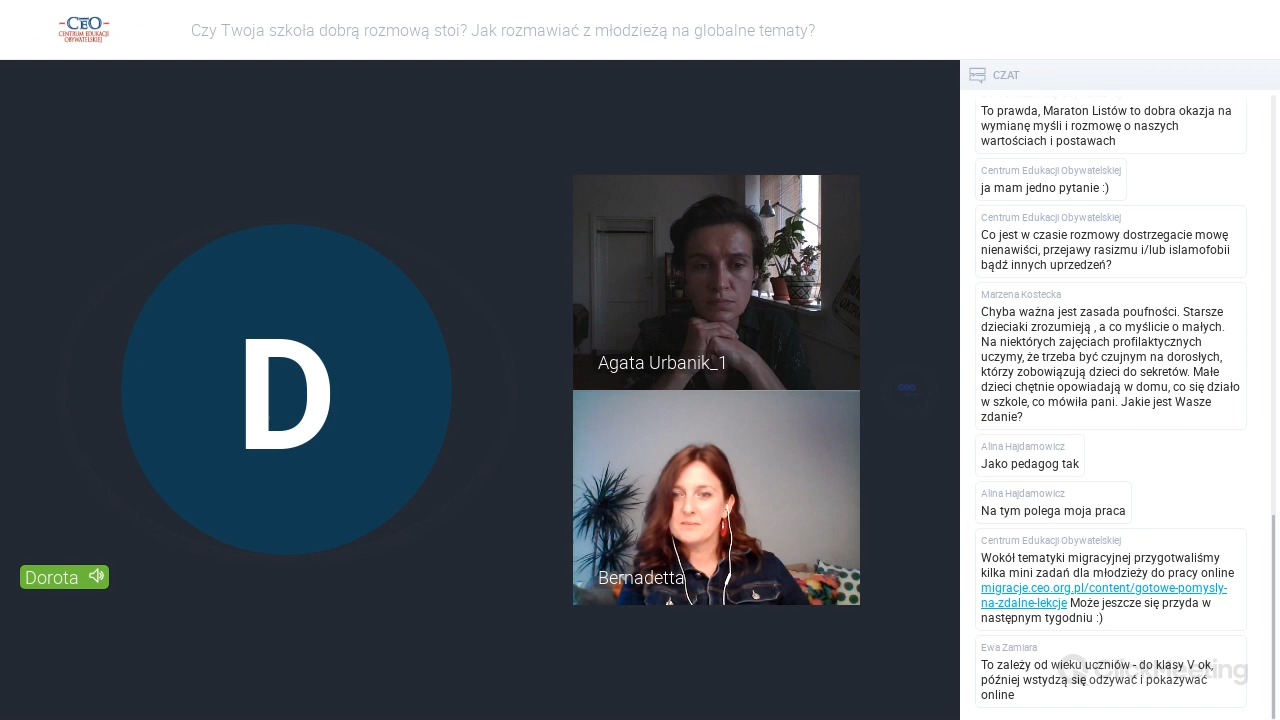 CEO
CENTRUM EDUKACJI
OBYWATELSKIEJ
Czy Twoja szkoła dobrą rozmową stoi? Jak rozmawiać z młodzieżą na globalne tematy?
D
Dorota
Agata Urbanik_1
Bernadetta
CZAT
To prawda, Maraton Listów to dobra okazja na
wymianę myśli i rozmowę o naszych
wartościach i postawach
Centrum Edukacji Obywatelskiej
ja mam jedno pytanie :)
Centrum Edukacji Obywatelskiej
Co jest w czasie rozmowy dostrzegacie mowę
nienawiści, przejawy rasizmu i/lub islamofobii
bądź innych uprzedzeń?
Marzena Kostecka
Chyba ważna jest zasada poufności. Starsze
dzieciaki zrozumieją , a co myślicie o małych.
Na niektórych zajęciach profilaktycznych
uczymy, że trzeba być czujnym na dorosłych,
którzy zobowiązują dzieci do sekretów. Małe
dzieci chętnie opowiadają w domu, co się działo
w szkole, co mówiła pani. Jakie jest Wasze
zdanie?
Alina Hajdamowicz
Jako pedagog tak
Alina Hajdamowicz
Na tym polega moja praca
Centrum Edukacji Obywatelskiej
Wokół tematyki migracyjnej przygotwaliśmy
kilka mini zadań dla młodzieży do pracy online
migracje.ceo.org.pl/content/gotowe-pomysly-
na-zdalne-lekcje Może jeszcze się przyda w
następnym tygodniu :)
Ewa Zamiara
To zależy od wieku uczniów - do klasy V ok,
później wstydzą się odzywać i pokazywać
online